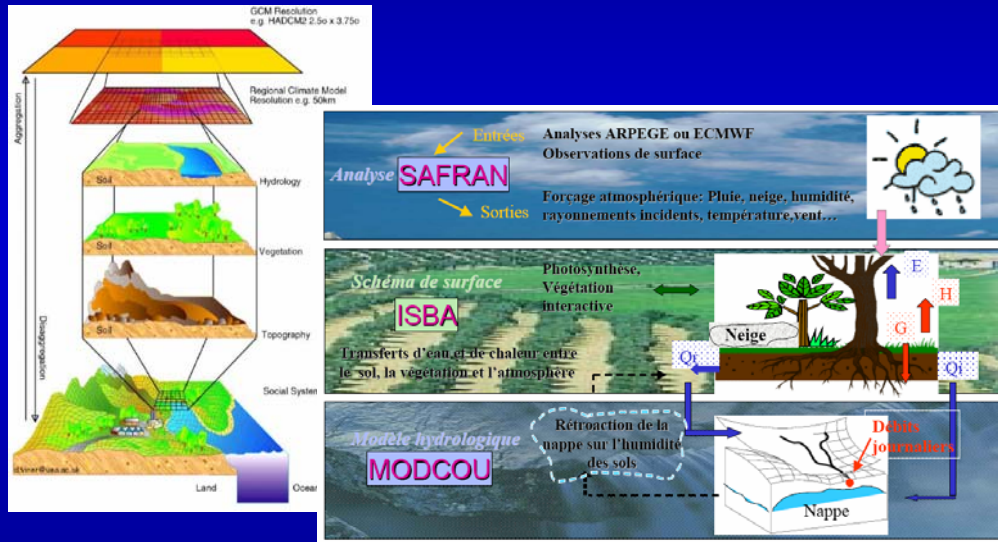 GCM Resolution
e.g. HADCM2 2.5o x 3.75o
Aggregation
Regional Climate Model
Resolution e.g. 50km
Soil
Hydrology
Soil
Vegetation
Soil
Topography
Disaggregation
Social System
Land
Ocean
Entrées
Analyse SAFRAN
Sorties
Analyses ARPEGE ou ECMWF
Observations de surface
Forçage atmosphérique: Pluie, neige, humidité,
rayonnements incidents, température,vent…
Schéma de surface
ISBA
Photosynthèse,
Végétation
interactive
Transferts d'eau et de chaleur entre
le sol, la végétation et l'atmosphère
Neige
E
H
G
Qr
Qi
Modèle hydrologique
MODCOU
Rétroaction de la
nappe sur l'humidité
des sols
Débits
journaliers
Nappe